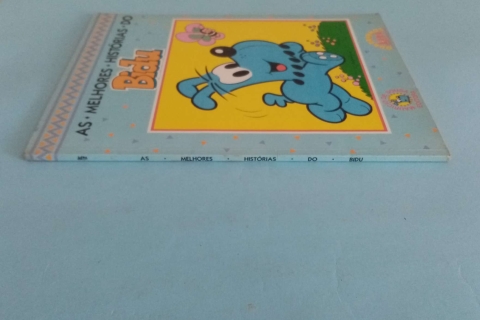 AS • MELHORES • HISTÓRIAS • DO
Bidu
AS • MELHORES • HISTÓRIAS • DO • BIDU